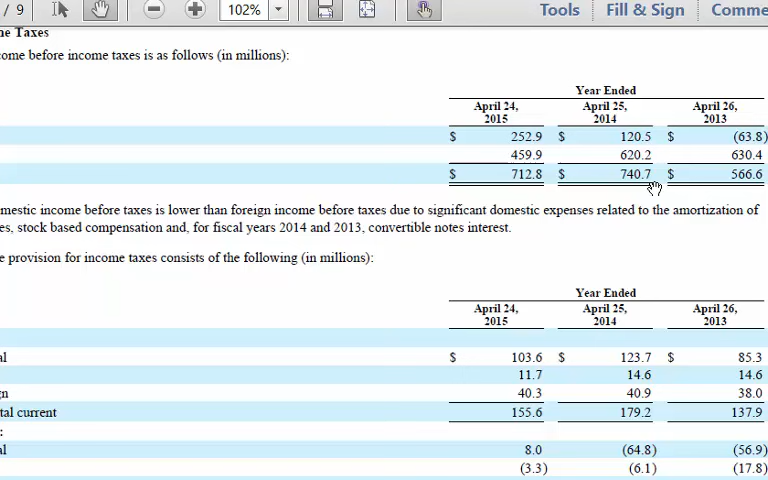 / 9 102% Tools Fill & Sign Comme
ne Taxes
come before income taxes is as follows (in millions):
Year Ended
April 24, 2015 April 25, 2014 April 26, 2013
$ 252.9 $ 120.5 $ (63.8)
459.9 620.2 630.4
$ 712.8 $ 740.7 $ 566.6
mestic income before taxes is lower than foreign income before taxes due to significant domestic expenses related to the amortization of
es, stock based compensation and, for fiscal years 2014 and 2013, convertible notes interest.
e provision for income taxes consists of the following (in millions):
Year Ended
April 24, 2015 April 25, 2014 April 26, 2013
al $ 103.6 $ 123.7 $ 85.3
11.7 14.6 14.6
gn 40.3 40.9 38.0
tal current 155.6 179.2 137.9
:
al 8.0 (64.8) (56.9)
(3.3) (6.1) (17.8)